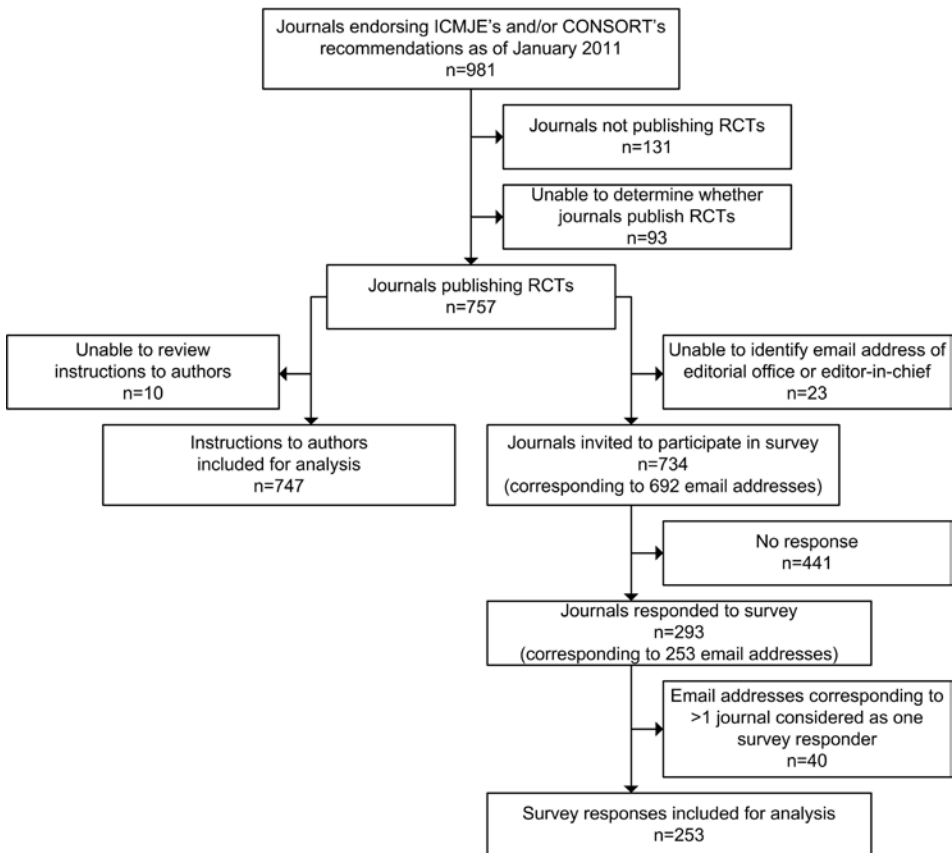 Journals endorsing ICMJE's and/or CONSORT's
recommendations as of January 2011
n=981
Journals not publishing RCTs
n=131
Unable to determine whether
journals publish RCTs
n=93
Journals publishing RCTs
n=757
Unable to review
instructions to authors
n=10
Unable to identify email address of
editorial office or editor-in-chief
n=23
Instructions to authors
included for analysis
n=747
Journals invited to participate in survey
n=734
(corresponding to 692 email addresses)
No response
n=441
Journals responded to survey
n=293
(corresponding to 253 email addresses)
Email addresses corresponding to
>1 journal considered as one
survey responder
n=40
Survey responses included for analysis
n=253